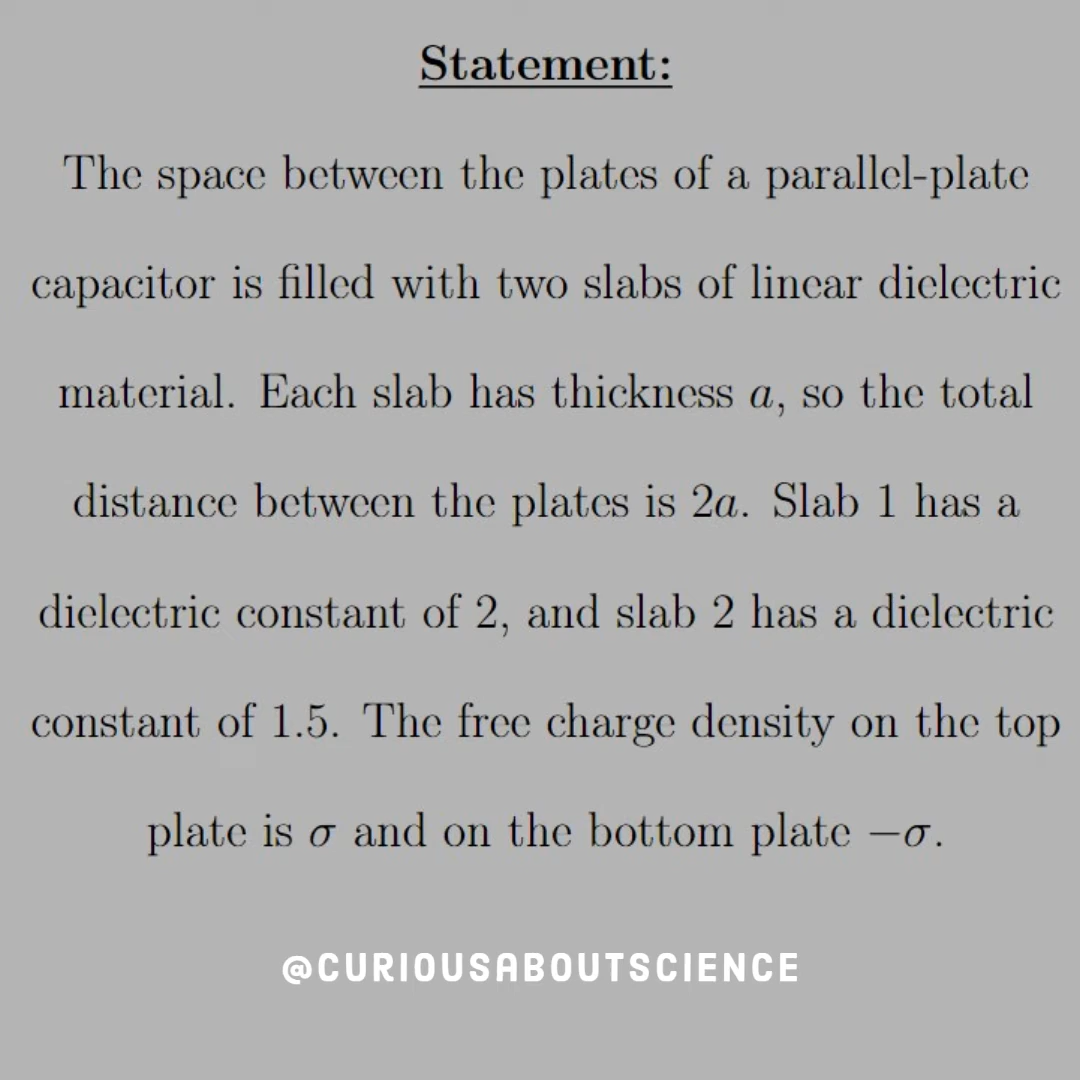 Statement:
The space between the plates of a parallel-plate
capacitor is filled with two slabs of linear dielectric
material. Each slab has thickness a, so the total
distance between the plates is 2a. Slab 1 has a
dielectric constant of 2, and slab 2 has a dielectric
constant of 1.5. The free charge density on the top
plate is σ and on the bottom plate −σ.
@CURIOUSABOUTSCIENCE